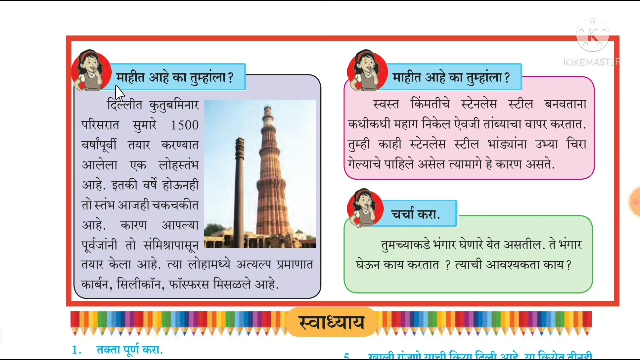 माहीत आहे का तुम्हांला ?
दिल्लीत कुतुबमिनार
परिसरात सुमारे 1500
वर्षांपूर्वी तयार करण्यात
आलेला एक लोहस्तंभ
आहे. इतकी वर्षे होऊनही
तो स्तंभ आजही चकचकीत
आहे. कारण आपल्या
पूर्वजांनी तो संमिश्रापासून
तयार केला आहे. त्या लोहामध्ये अत्यल्प प्रमाणात
कार्बन, सिलीकॉन, फॉस्फरस मिसळले आहे.
माहीत आहे का तुम्हांला ?
स्वस्त किंमतीचे स्टेनलेस स्टील बनवताना
कधीकधी महाग निकेल ऐवजी तांब्याचा वापर करतात.
तुम्ही काही स्टेनलेस स्टील भांड्यांना उभ्या चिरा
गेल्याचे पाहिले असेल त्यामागे हे कारण असते.
चर्चा करा.
तुमच्याकडे भंगार घेणारे येत असतील. ते भंगार
घेऊन काय करतात ? त्याची आवश्यकता काय ?
स्वाध्याय
1. तक्ता पूर्ण करा.
5.
KINEMASTER